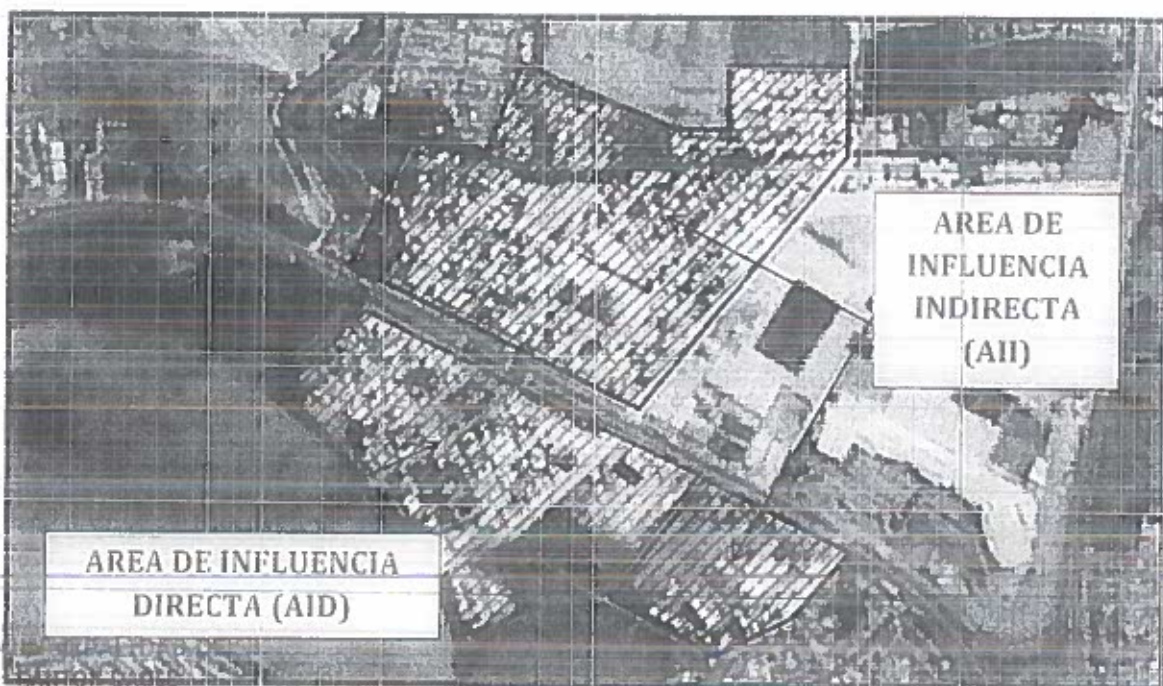 AREA DE
INFLUENCIA
INDIRECTA
(AII)
AREA DE INFLUENCIA
DIRECTA (AID)